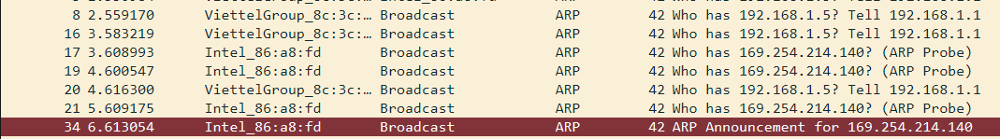 8 2.559170 ViettelGroup_8c:3c:… Broadcast ARP 42 Who has 192.168.1.5? Tell 192.168.1.1
16 3.583219 ViettelGroup_8c:3c:… Broadcast ARP 42 Who has 192.168.1.5? Tell 192.168.1.1
17 3.608993 Intel_86:a8:fd Broadcast ARP 42 Who has 169.254.214.140? (ARP Probe)
19 4.600547 Intel_86:a8:fd Broadcast ARP 42 Who has 169.254.214.140? (ARP Probe)
20 4.616300 ViettelGroup_8c:3c:… Broadcast ARP 42 Who has 192.168.1.5? Tell 192.168.1.1
21 5.609175 Intel_86:a8:fd Broadcast ARP 42 Who has 169.254.214.140? (ARP Probe)
34 6.613054 Intel_86:a8:fd Broadcast ARP 42 ARP Announcement for 169.254.214.140